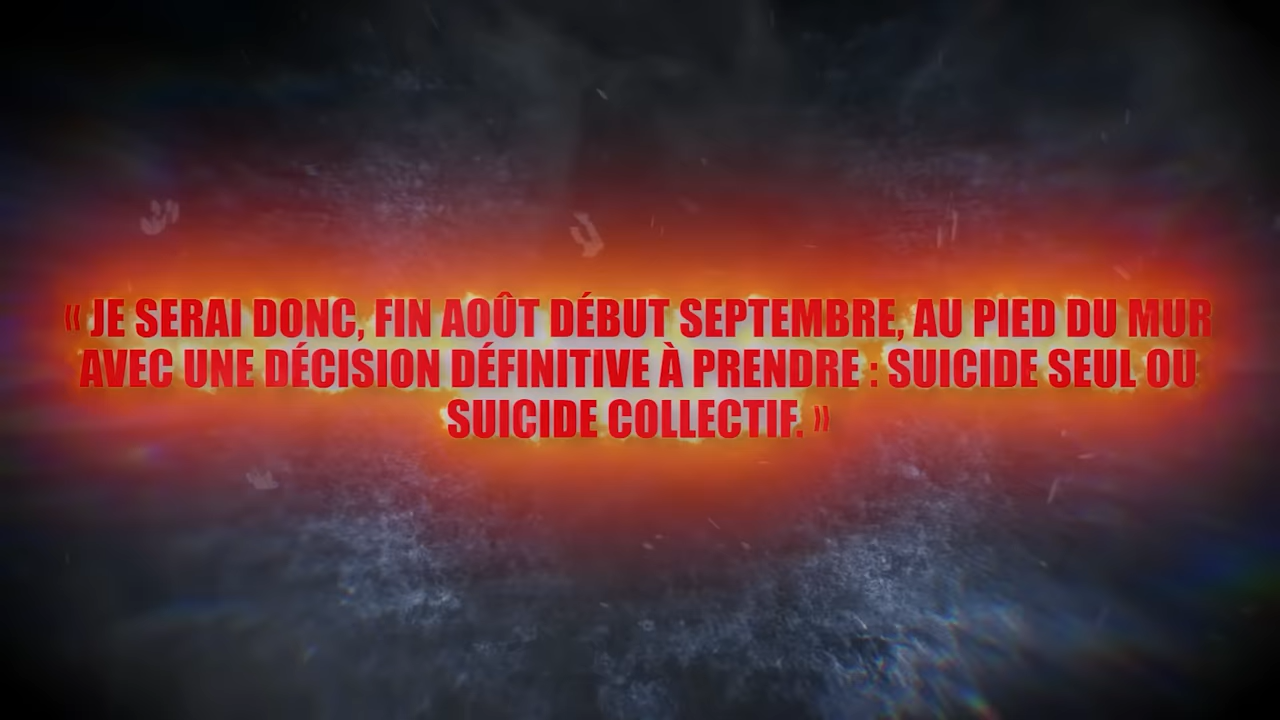 « JE SERAI DONC, FIN AOÛT DÉBUT SEPTEMBRE, AU PIED DU MUR
AVEC UNE DÉCISION DÉFINITIVE À PRENDRE : SUICIDE SEUL OU
SUICIDE COLLECTIF. »